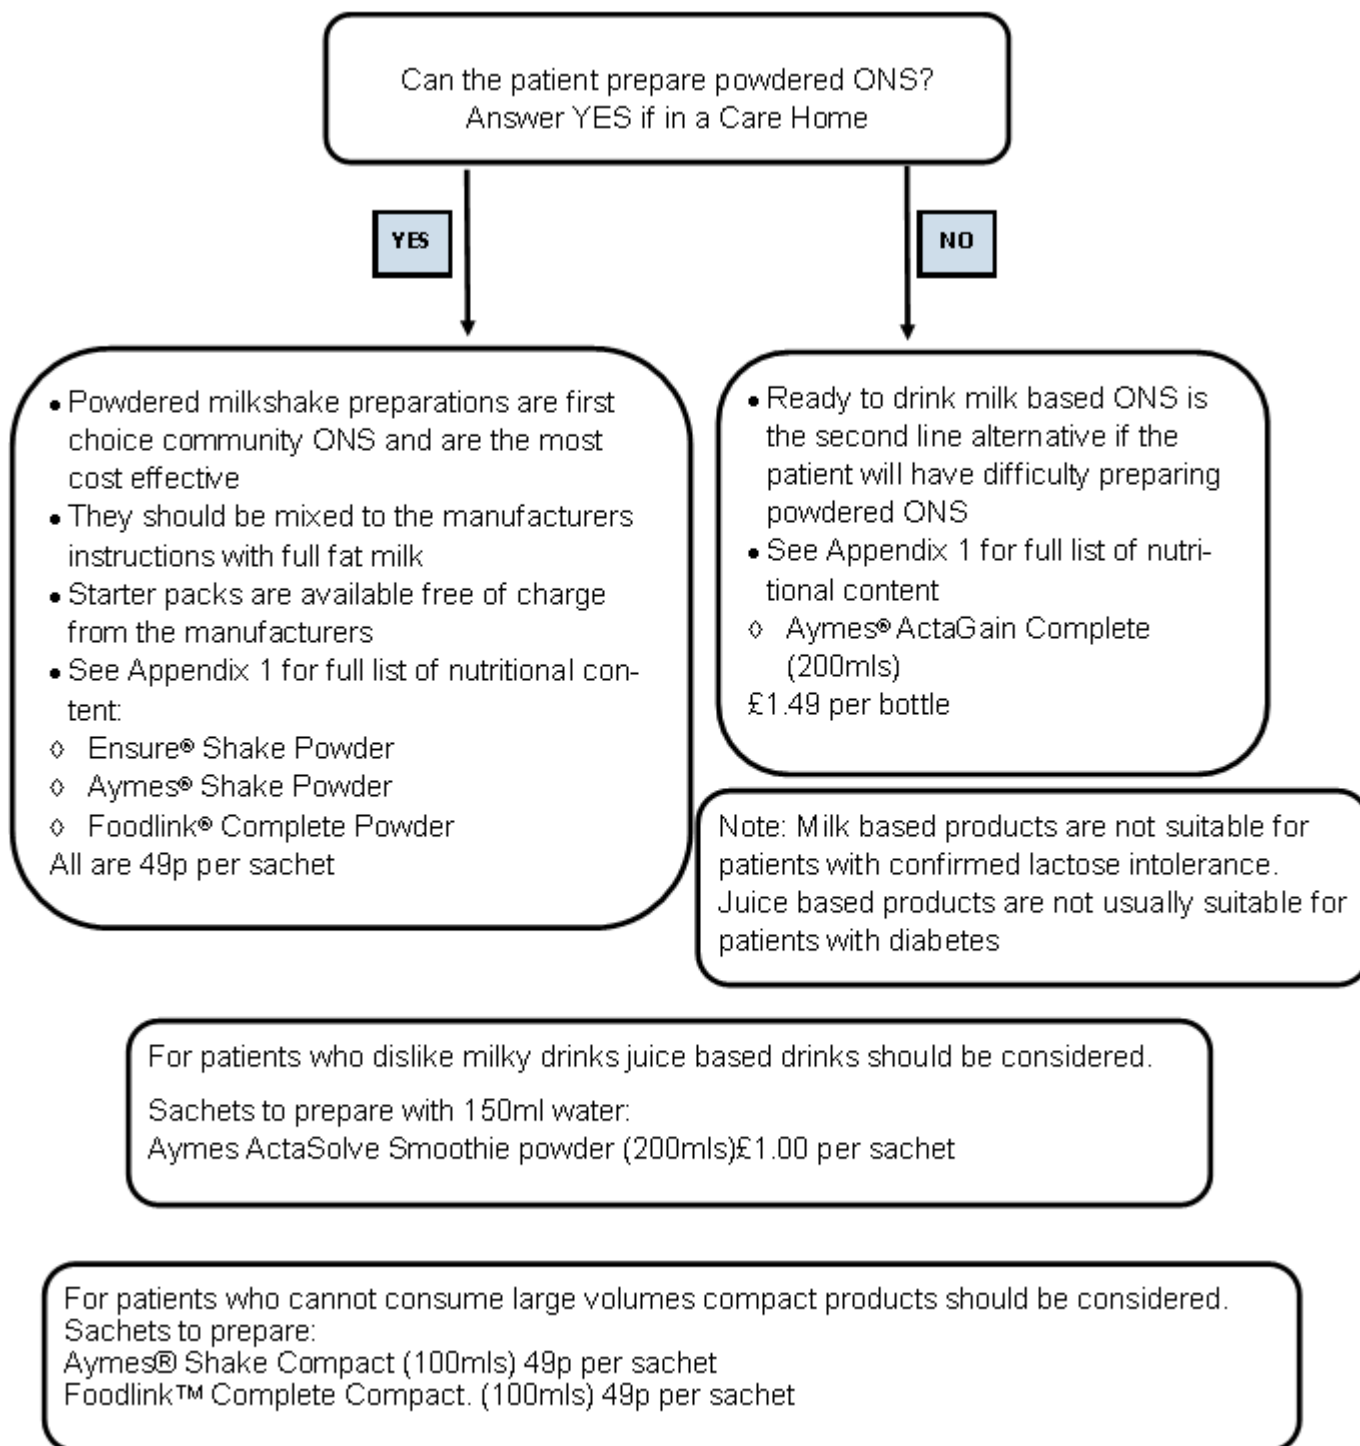 Can the patient prepare powdered ONS?
Answer YES if in a Care Home
YES
NO
• Powdered milkshake preparations are first
choice community ONS and are the most
cost effective
• They should be mixed to the manufacturers
instructions with full fat milk
• Starter packs are available free of charge
from the manufacturers
• See Appendix 1 for full list of nutritional con-
tent:
◊ Ensure® Shake Powder
◊ Aymes® Shake Powder
◊ Foodlink® Complete Powder
All are 49p per sachet
• Ready to drink milk based ONS is
the second line alternative if the
patient will have difficulty preparing
powdered ONS
• See Appendix 1 for full list of nutri-
tional content
◊ Aymes® ActaGain Complete
(200mls)
£1.49 per bottle
Note: Milk based products are not suitable for
patients with confirmed lactose intolerance.
Juice based products are not usually suitable for
patients with diabetes
For patients who dislike milky drinks juice based drinks should be considered.
Sachets to prepare with 150ml water:
Aymes ActaSolve Smoothie powder (200mls)£1.00 per sachet
For patients who cannot consume large volumes compact products should be considered.
Sachets to prepare:
Aymes® Shake Compact (100mls) 49p per sachet
Foodlink™ Complete Compact. (100mls) 49p per sachet